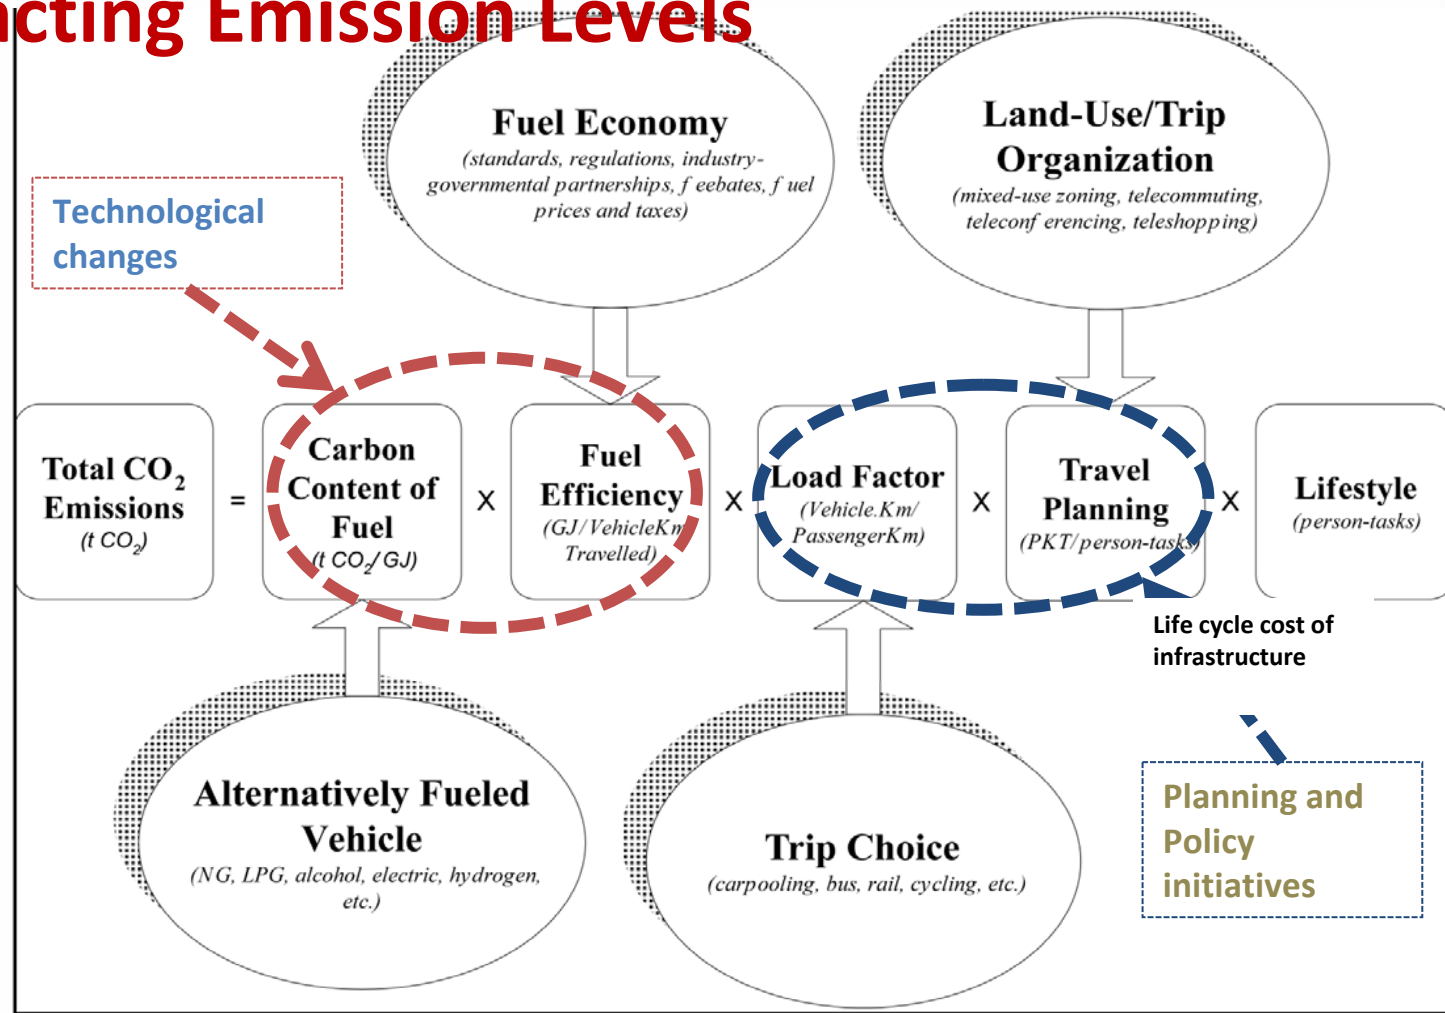 acting Emission Levels
Fuel Economy
(standards, regulations, industry-
governmental partnerships, f eebates, f uel
prices and taxes)
Land-Use/Trip
Organization
(mixed-use zoning, telecommuting,
teleconf erencing, teleshopping)
Technological
changes
Total CO₂
Emissions
(t CO₂)
=
Carbon
Content of
Fuel
(t CO₂/GJ)
X
Fuel
Efficiency
(GJ/VehicleKm
Travelled)
X
Load Factor
(Vehicle.Km/
PassengerKm)
X
Travel
Planning
(PKT/person-tasks)
X
Lifestyle
(person-tasks)
Life cycle cost of
infrastructure
Alternatively Fueled
Vehicle
(NG, LPG, alcohol, electric, hydrogen,
etc.)
Trip Choice
(carpooling, bus, rail, cycling, etc.)
Planning and
Policy
initiatives